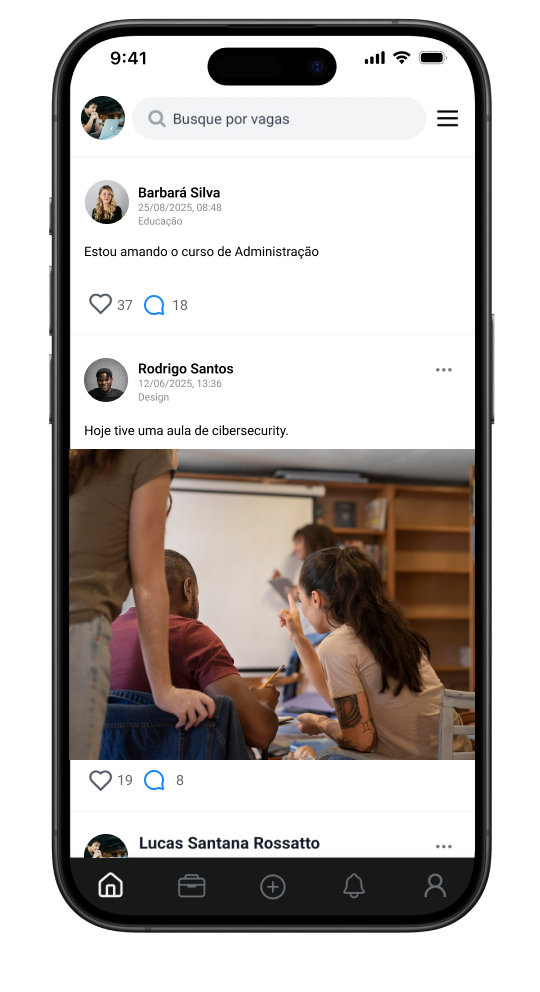 9:41
Busque por vagas
Barbará Silva
25/08/2025, 08:48
Educação
Estou amando o curso de Administração
37 18
Rodrigo Santos
12/06/2025, 13:36
Design
Hoje tive uma aula de cibersecurity.
19 8
Lucas Santana Rossatto